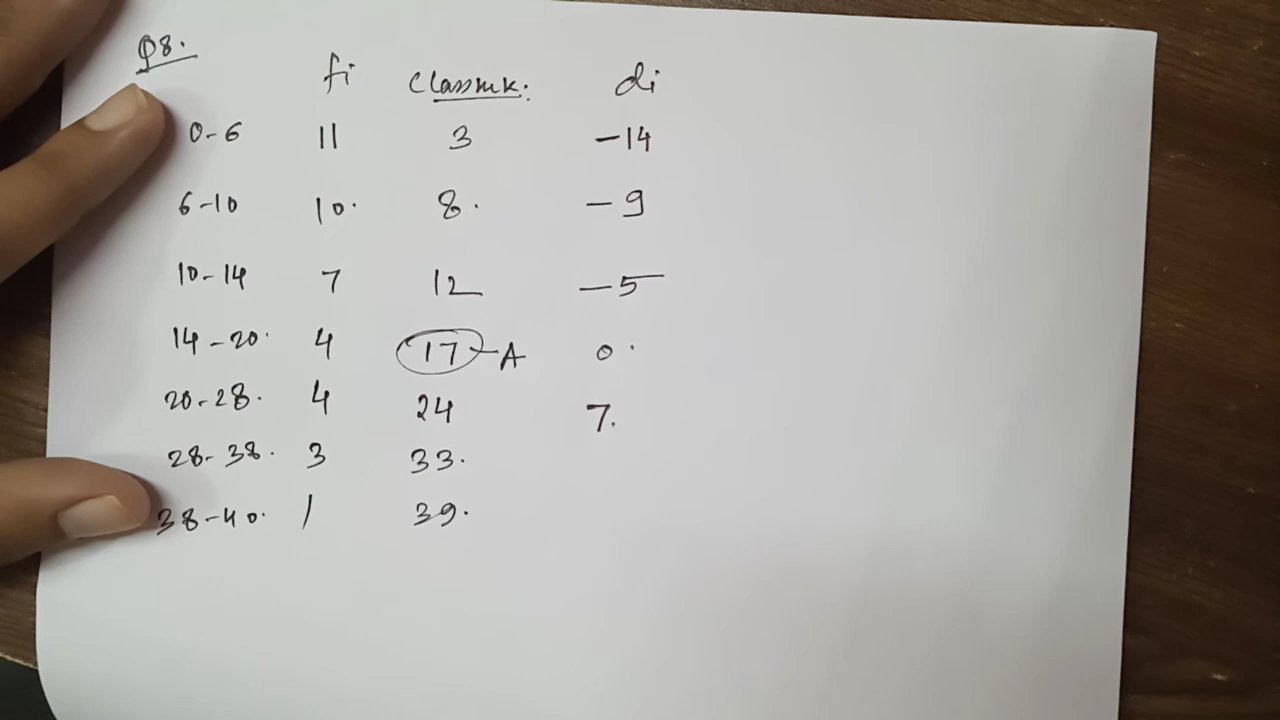 Q8.
fi Classmk. di
0-6 11 3 -14
6-10 10. 8. -9
10-14 7 12 -5
14-20. 4 17-A 0.
20-28. 4 24 7.
28-38. 3 33.
38-40. 1 39.